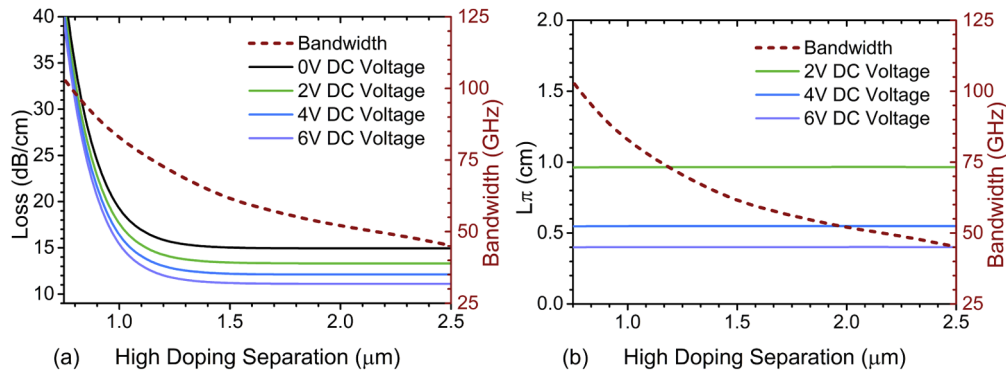 40
35
30
25
20
15
10
Loss (dB/cm)
Bandwidth
0V DC Voltage
2V DC Voltage
4V DC Voltage
6V DC Voltage
125
100
75
50
25
Bandwidth (GHz)
1.0 1.5 2.0 2.5
(a) High Doping Separation (μm)
2.0
1.5
1.0
0.5
0.0
Lπ (cm)
Bandwidth
2V DC Voltage
4V DC Voltage
6V DC Voltage
125
100
75
50
25
Bandwidth (GHz)
1.0 1.5 2.0 2.5
(b) High Doping Separation (μm)